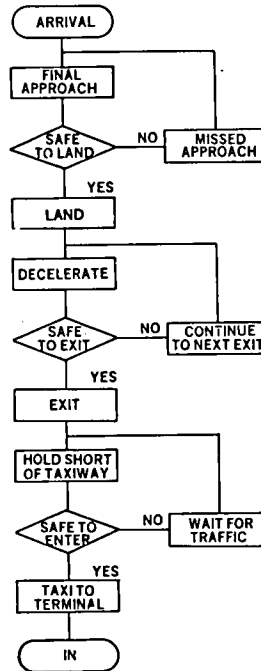 ARRIVAL
FINAL
APPROACH
SAFE
TO LAND
NO
MISSED
APPROACH
YES
LAND
DECELERATE
SAFE
TO EXIT
NO
CONTINUE
TO NEXT EXIT
YES
EXIT
HOLD SHORT
OF TAXIWAY
SAFE TO
ENTER
NO
WAIT FOR
TRAFFIC
YES
TAXI TO
TERMINAL
IN